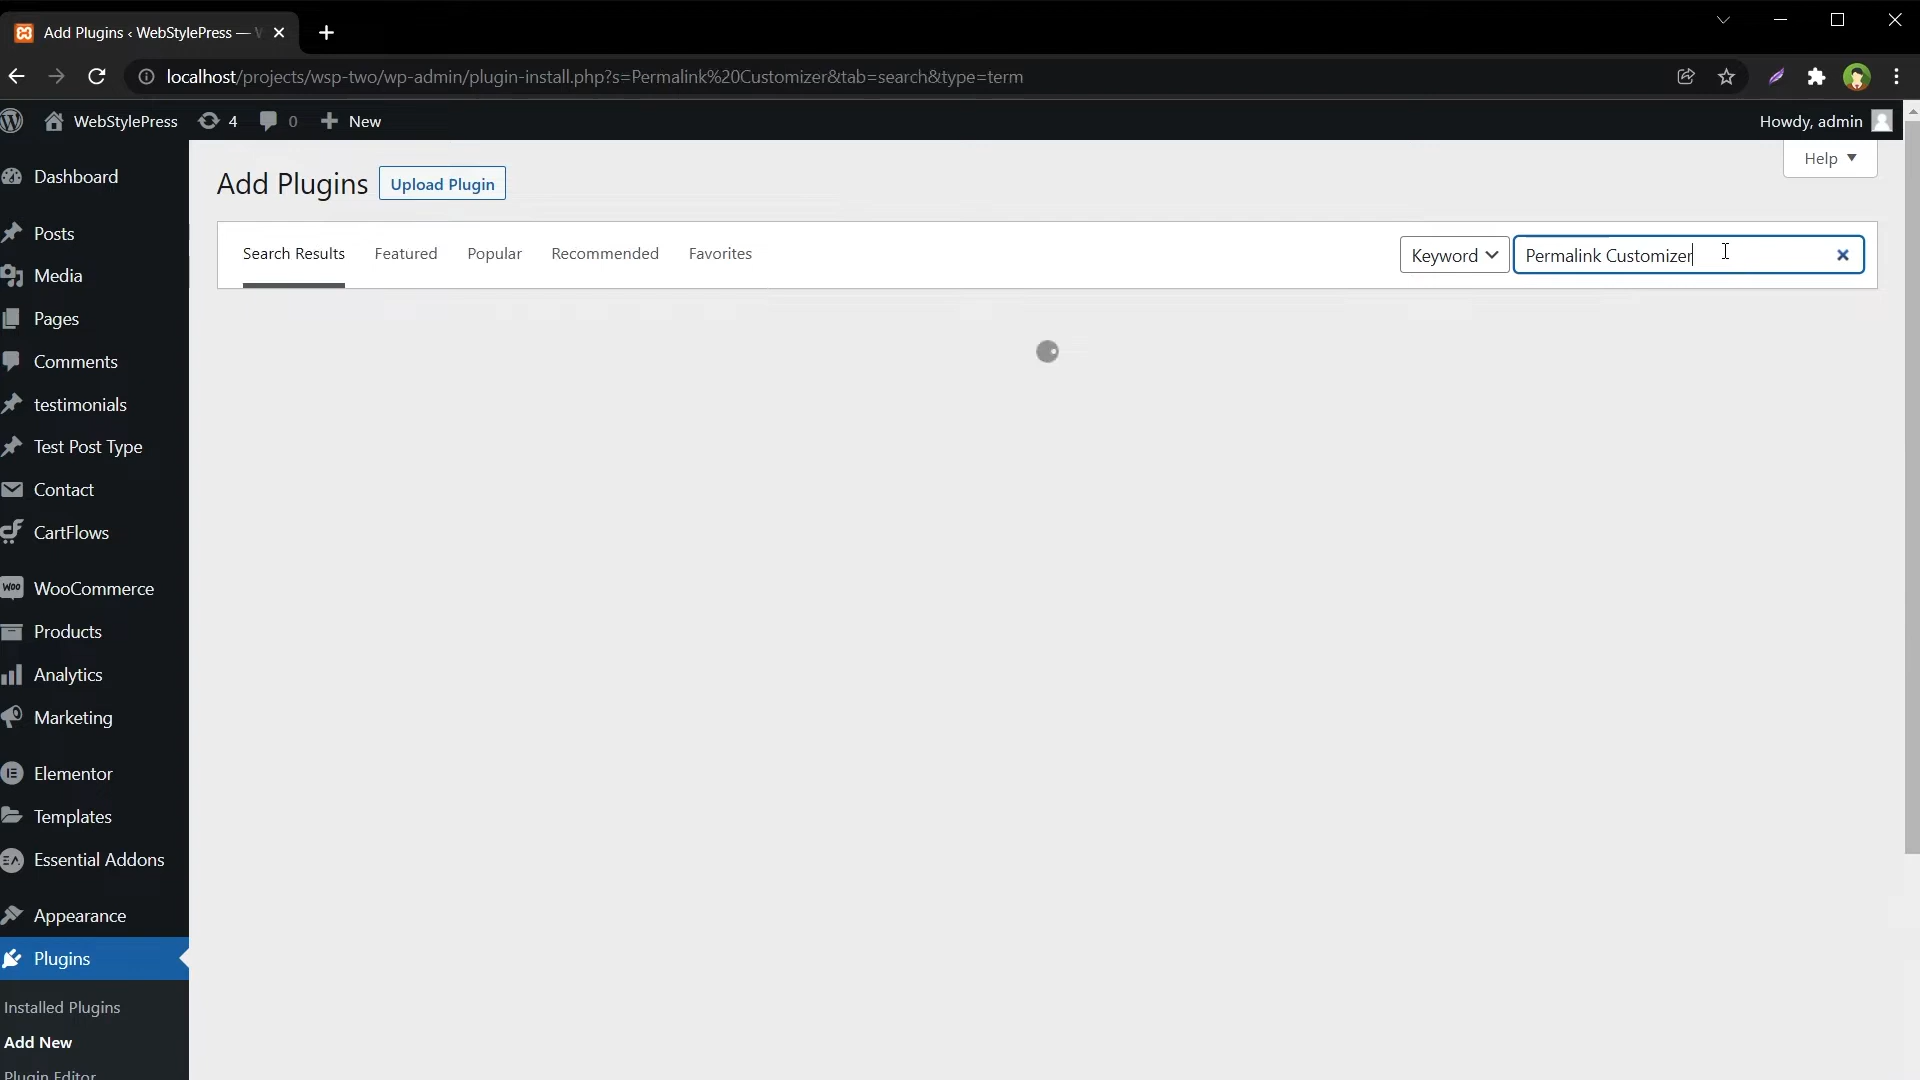 Add Plugins ‹ WebStylePress —
localhost/projects/wsp-two/wp-admin/plugin-install.php?s=Permalink%20Customizer&tab=search&type=term
WebStylePress 4 0 New
Howdy, admin
Help
Add Plugins Upload Plugin
Search Results Featured Popular Recommended Favorites Keyword Permalink Customizer
Dashboard
Posts
Media
Pages
Comments
testimonials
Test Post Type
Contact
CartFlows
WooCommerce
Products
Analytics
Marketing
Elementor
Templates
Essential Addons
Appearance
Plugins
Installed Plugins
Add New
Plugin Editor